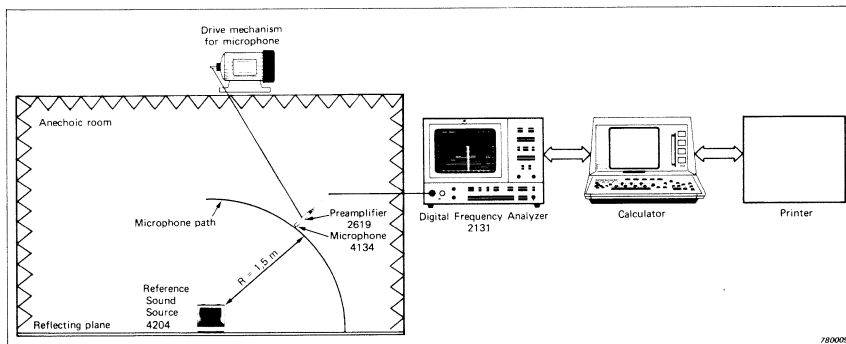 Drive mechanism
for microphone
Anechoic room
Microphone path
Preamplifier
2619
Microphone
4134
R = 1,5 m
Reference
Sound
Source
4204
Reflecting plane
Digital Frequency Analyzer
2131
Calculator
Printer
780009